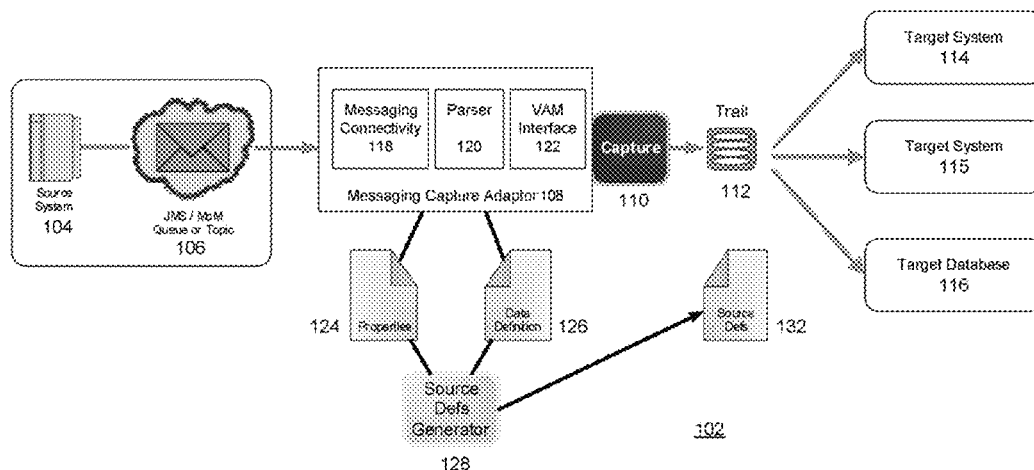 Source
System
104
JMS / MoM
Queue or Topic
106
Messaging
Connectivity
118
Parser
120
VAM
Interface
122
Messaging Capture Adaptor 108
Capture
110
Trail
112
Target System
114
Target System
115
Target Database
116
124
Properties
Data
Definition
126
Source
Defs
132
Source
Defs
Generator
128
102